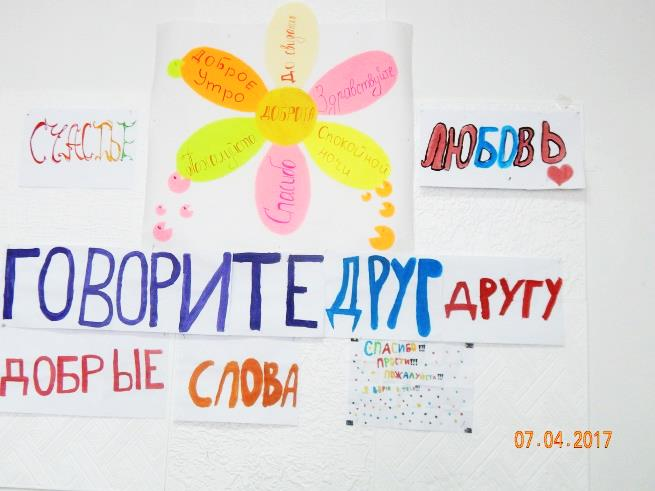 До свидания
ДОБРОЕ
Утро
Здравствуйте
ДОБРОТА
Пожалуйста
Спокойной
ночи
Спасибо
СЧАСТЬЕ
ЛЮБОВЬ
ГОВОРИТЕ ДРУГ ДРУГУ
ДОБРЫЕ СЛОВА
СПАСИБО!!!
ПРОСТИ!!!
ПОЖАЛУЙСТА!!!
07.04.2017